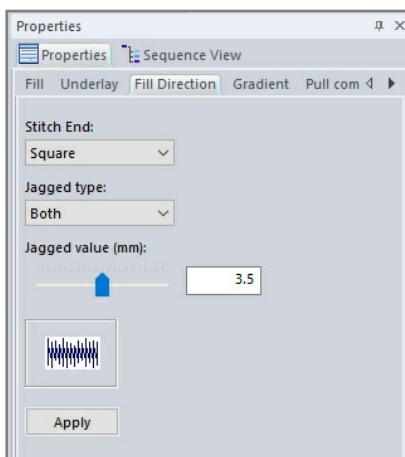 Properties
Properties Sequence View
Fill Underlay Fill Direction Gradient Pull com
Stitch End:
Square
Jagged type:
Both
Jagged value (mm):
3.5
Apply